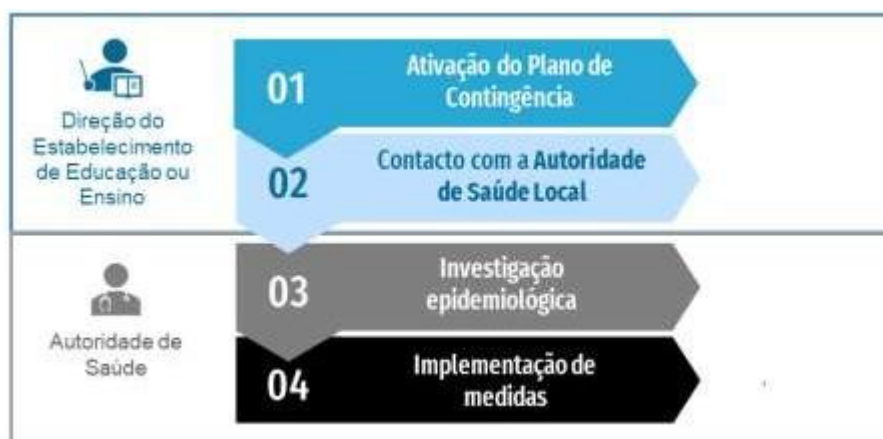 Direção do
Estabelecimento
de Educação ou
Ensino
01
Ativação do Plano de
Contingência
02
Contacto com a Autoridade
de Saúde Local
Autoridade de
Saúde
03
Investigação
epidemiológica
04
Implementação de
medidas